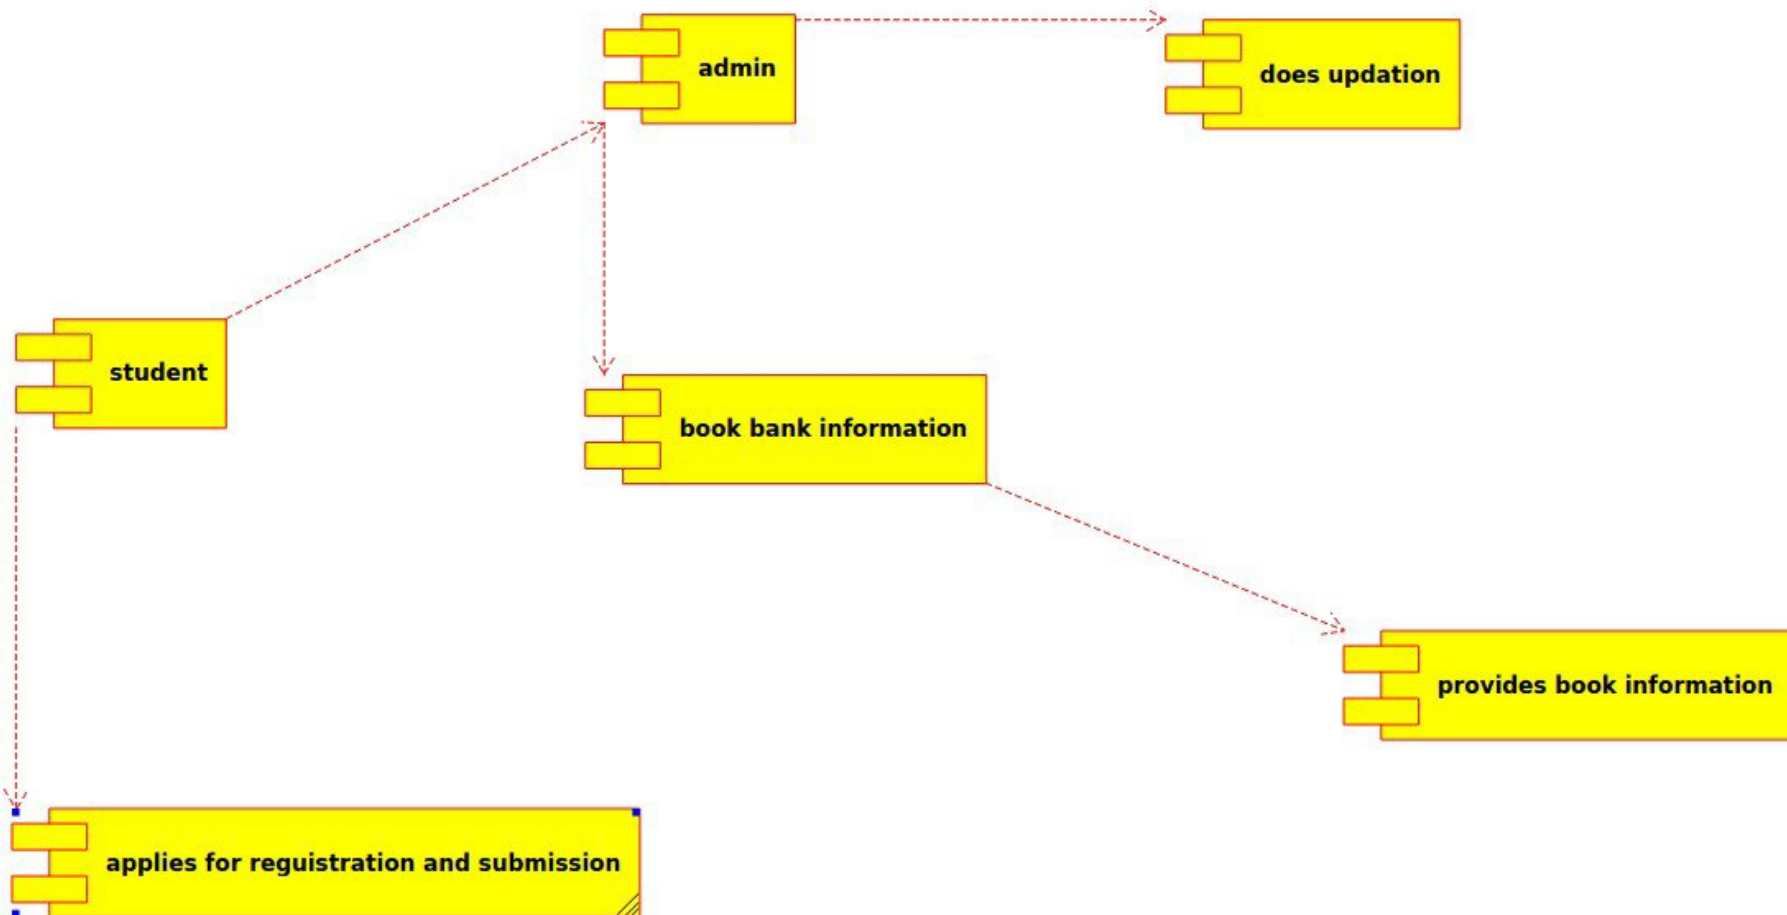 admin
does updation
student
book bank information
provides book information
applies for reguistration and submission